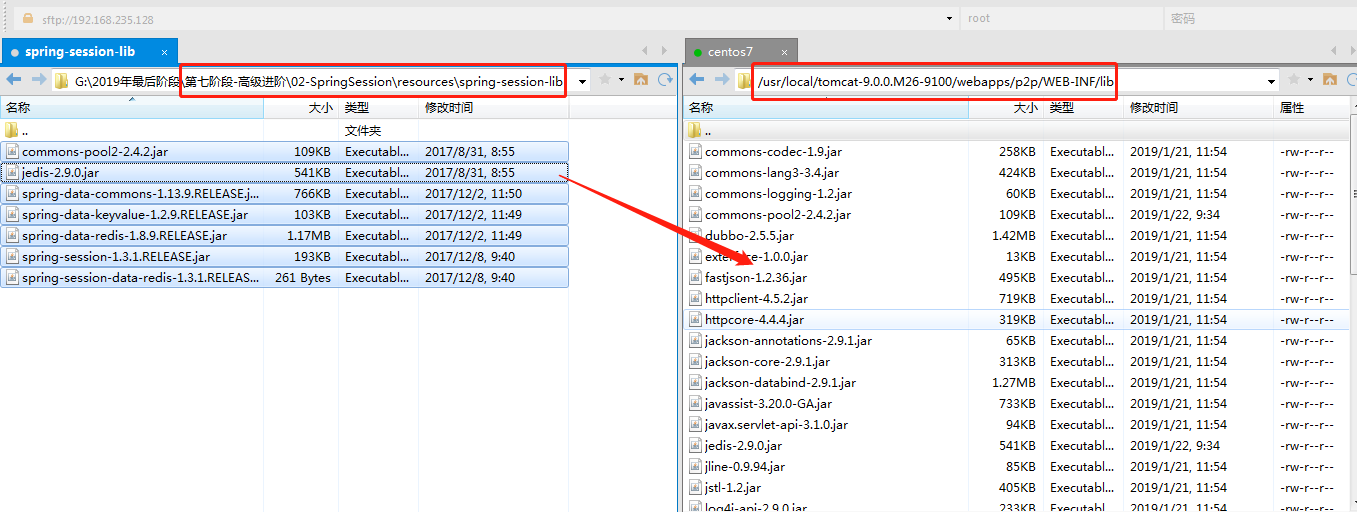 sftp://192.168.235.128 root 密码
spring-session-lib × centos7 ×
G:\2019年最后阶段\第七阶段-高级进阶\02-SpringSession\resources\spring-session-lib /usr/local/tomcat-9.0.0.M26-9100/webapps/p2p/WEB-INF/lib
名称 大小 类型 修改时间 名称 大小 类型 修改时间 属性
.. 文件夹 ..
commons-pool2-2.4.2.jar 109KB Executabl... 2017/8/31, 8:55 commons-codec-1.9.jar 258KB Executabl... 2019/1/21, 11:54 -rw-r--r--
jedis-2.9.0.jar 541KB Executabl... 2017/8/31, 8:55 commons-lang3-3.4.jar 424KB Executabl... 2019/1/21, 11:54 -rw-r--r--
spring-data-commons-1.13.9.RELEASE.j... 766KB Executabl... 2017/12/2, 11:50 commons-logging-1.2.jar 60KB Executabl... 2019/1/21, 11:54 -rw-r--r--
spring-data-keyvalue-1.2.9.RELEASE.jar 103KB Executabl... 2017/12/2, 11:49 commons-pool2-2.4.2.jar 109KB Executabl... 2019/1/22, 9:34 -rw-r--r--
spring-data-redis-1.8.9.RELEASE.jar 1.17MB Executabl... 2017/12/2, 11:49 dubbo-2.5.5.jar 1.42MB Executabl... 2019/1/21, 11:54 -rw-r--r--
spring-session-1.3.1.RELEASE.jar 193KB Executabl... 2017/12/8, 9:40 13KB Executabl... 2019/1/21, 11:54 -rw-r--r--
spring-session-data-redis-1.3.1.RELEAS... 261 Bytes Executabl... 2017/12/8, 9:40 fastjson-1.2.36.jar 495KB Executabl... 2019/1/21, 11:54 -rw-r--r--
httpclient-4.5.2.jar 719KB Executabl... 2019/1/21, 11:54 -rw-r--r--
httpcore-4.4.4.jar 319KB Executabl... 2019/1/21, 11:54 -rw-r--r--
jackson-annotations-2.9.1.jar 65KB Executabl... 2019/1/21, 11:54 -rw-r--r--
jackson-core-2.9.1.jar 313KB Executabl... 2019/1/21, 11:54 -rw-r--r--
jackson-databind-2.9.1.jar 1.27MB Executabl... 2019/1/21, 11:54 -rw-r--r--
javassist-3.20.0-GA.jar 733KB Executabl... 2019/1/21, 11:54 -rw-r--r--
javax.servlet-api-3.1.0.jar 94KB Executabl... 2019/1/21, 11:54 -rw-r--r--
jedis-2.9.0.jar 541KB Executabl... 2019/1/22, 9:34 -rw-r--r--
jline-0.9.94.jar 85KB Executabl... 2019/1/21, 11:54 -rw-r--r--
jstl-1.2.jar 405KB Executabl... 2019/1/21, 11:54 -rw-r--r--
log4j-api-2.9.0.jar 233KB Executabl... 2019/1/21, 11:54 -rw-r--r--